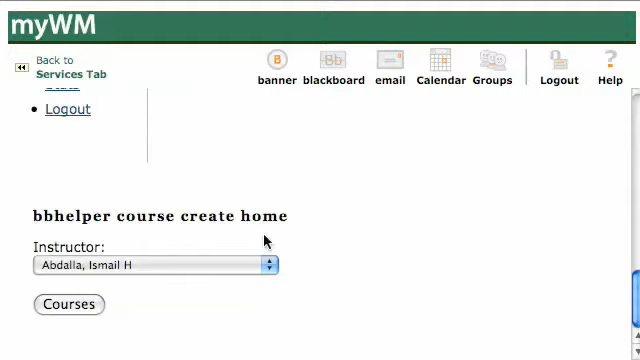 myWM
Back to
Services Tab
banner
blackboard
email
Calendar
Groups
Logout
Help
Stats
Logout
bbhelper course create home
Instructor:
Abdalla, Ismail H
Courses